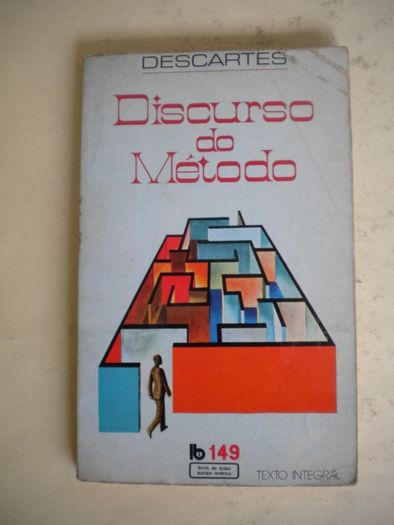 DESCARTES
Discurso
do
Método
lb 149
livros de bolso
europa américa
TEXTO INTEGRAL